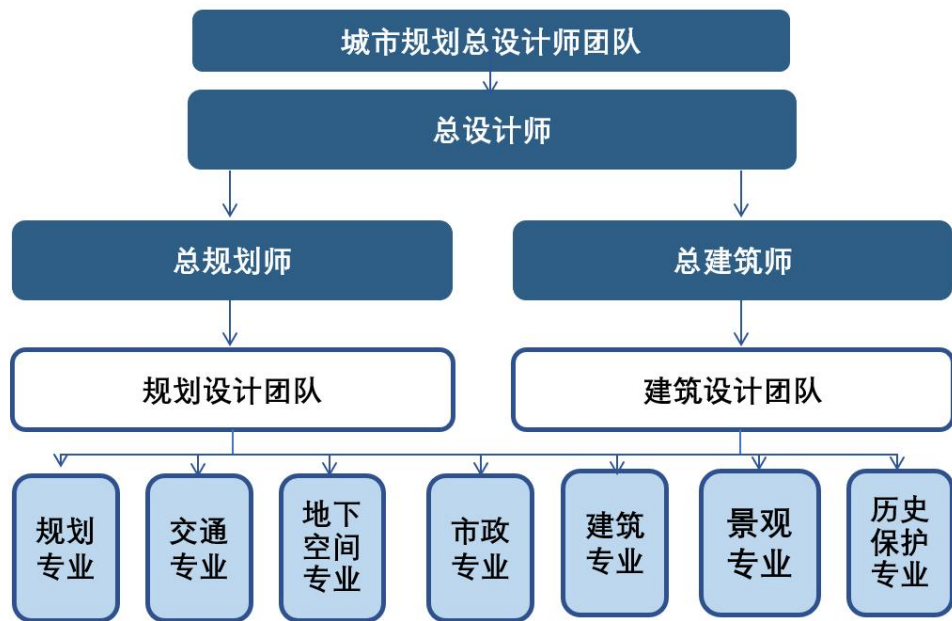 城市规划总设计师团队
总设计师
总规划师
总建筑师
规划设计团队
建筑设计团队
规划
专业
交通
专业
地下
空间
专业
市政
专业
建筑
专业
景观
专业
历史
保护
专业